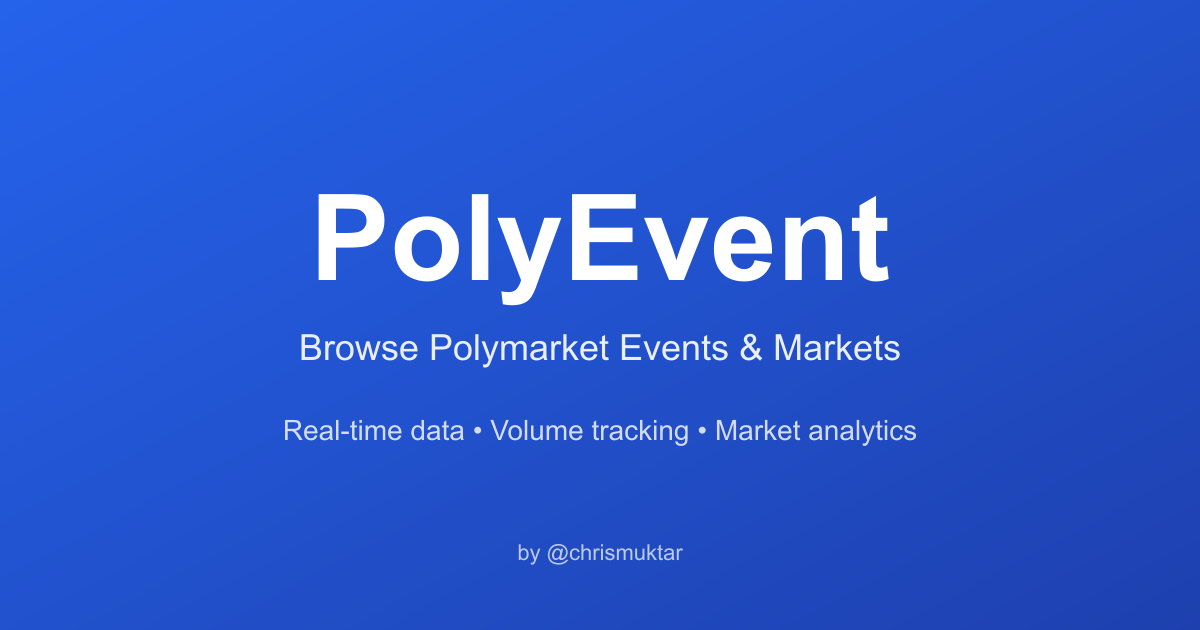 PolyEvent
Browse Polymarket Events & Markets
Real-time data • Volume tracking • Market analytics
by @chrismuktar